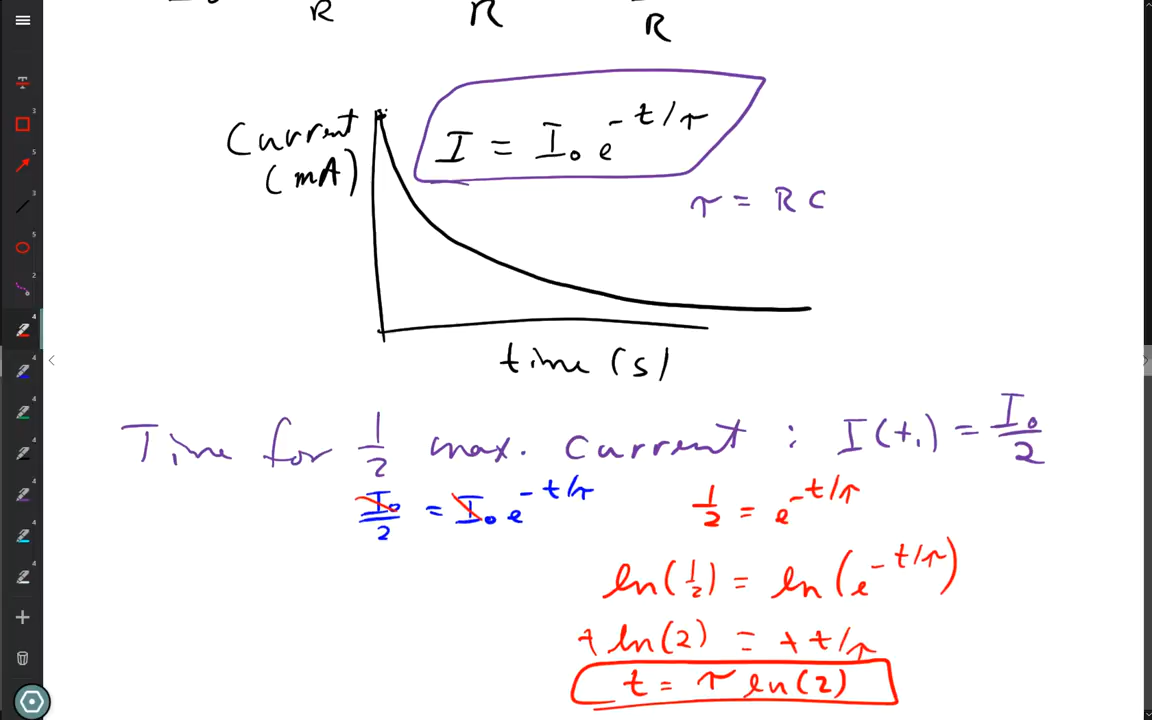 R R R
Current
(mA)
I = I₀ e^{-t/τ}
τ = RC
time (s)
Time for 1/2 max. current : I(t₁) = I₀/2
I₀/2 = I₀ e^{-t/τ}
1/2 = e^{-t/τ}
ln(1/2) = ln(e^{-t/τ})
+ ln(2) = + t/τ
t = τ ln(2)